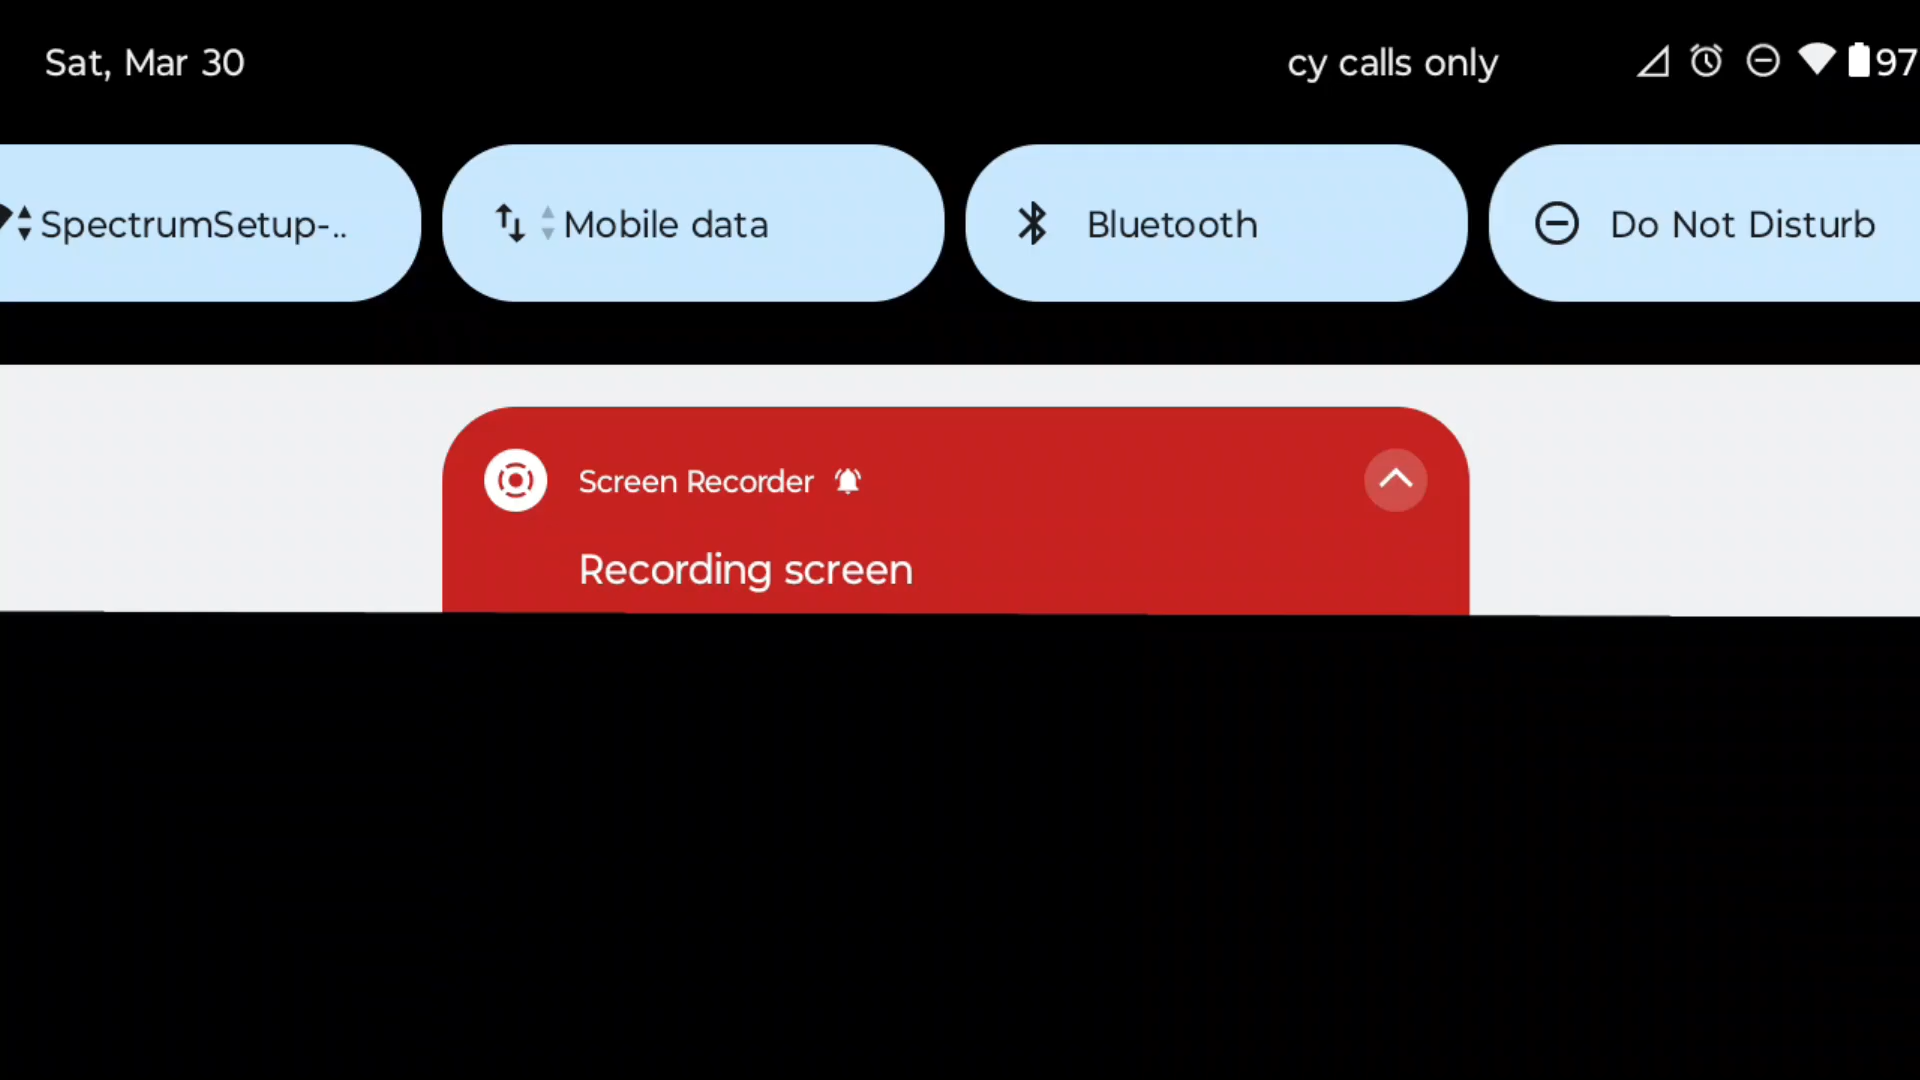 Sat, Mar 30
cy calls only
97
SpectrumSetup-..
Mobile data
Bluetooth
Do Not Disturb
Screen Recorder
Recording screen